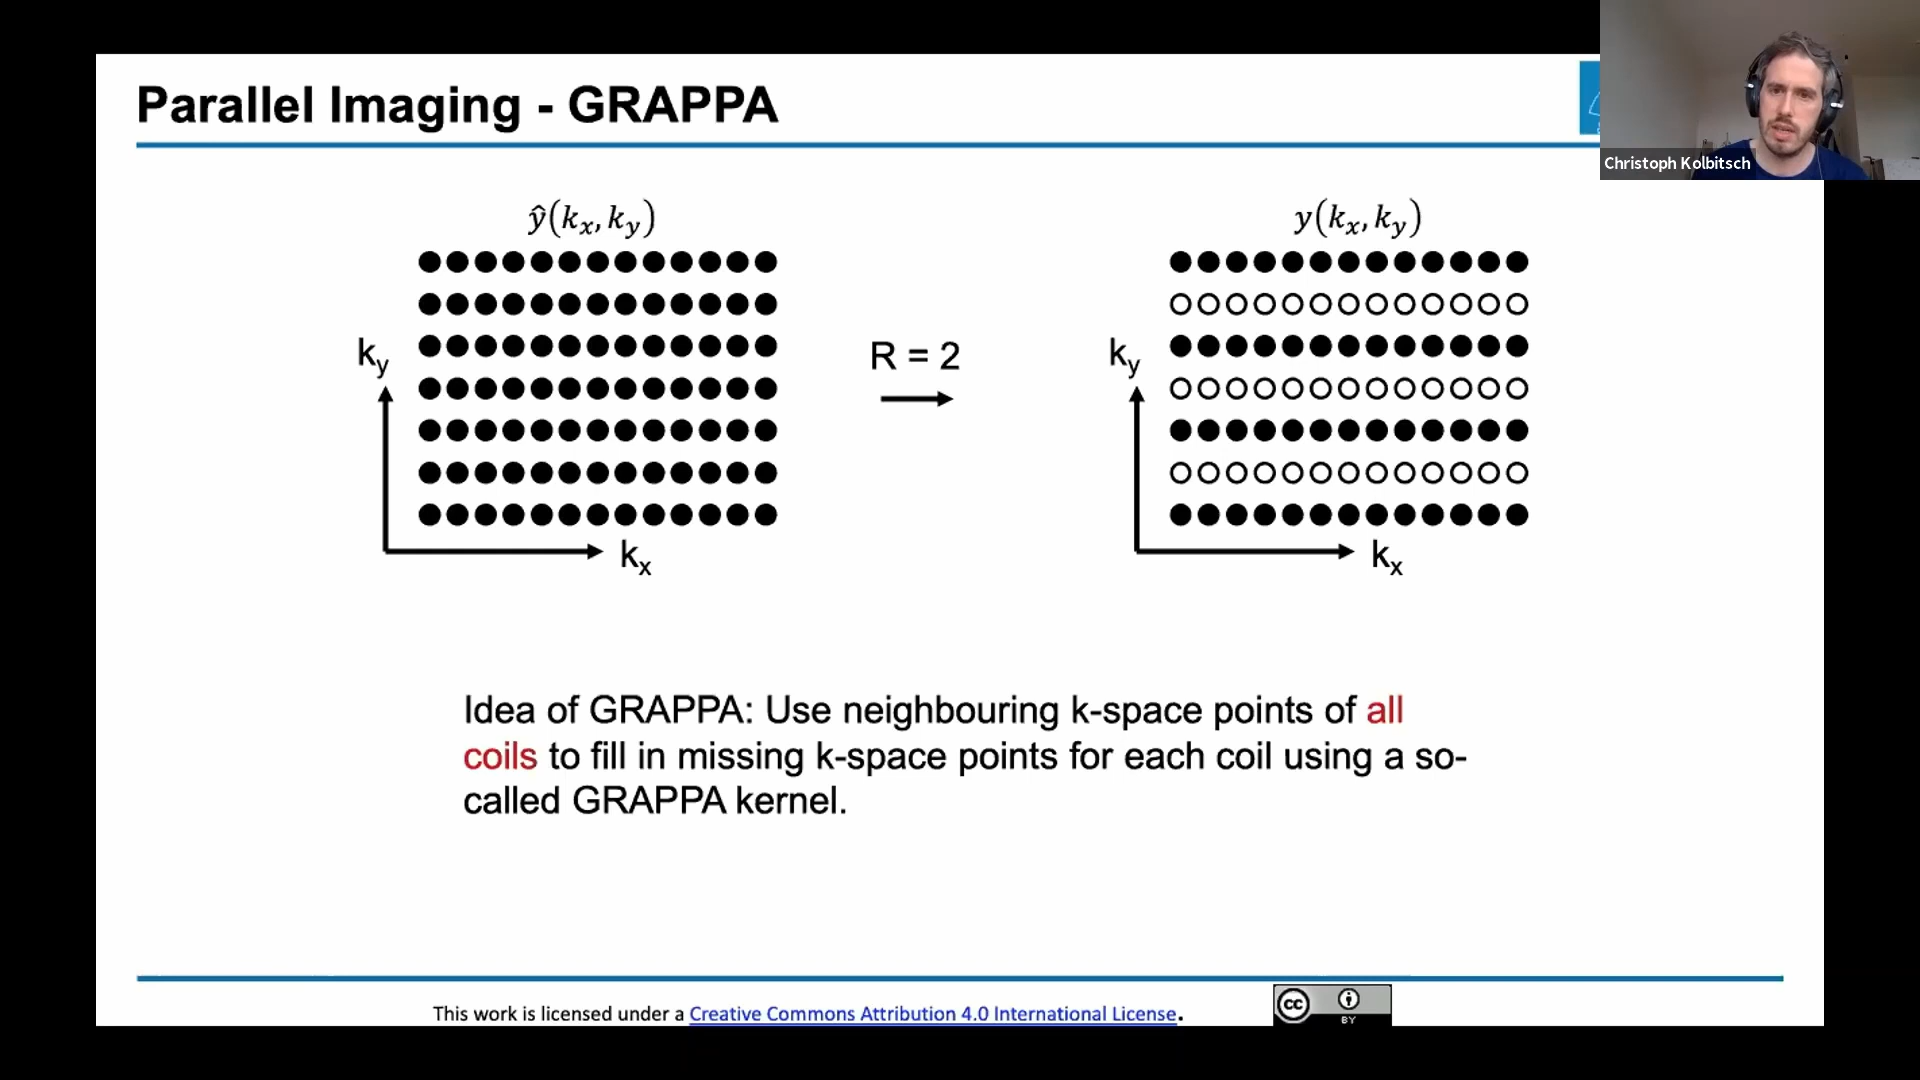 Parallel Imaging - GRAPPA
Christoph Kolbitsch
ŷ(kx, ky)
y(kx, ky)
ky
R = 2
ky
kx
kx
Idea of GRAPPA: Use neighbouring k-space points of all
coils to fill in missing k-space points for each coil using a so-
called GRAPPA kernel.
This work is licensed under a Creative Commons Attribution 4.0 International License.
cc
BY